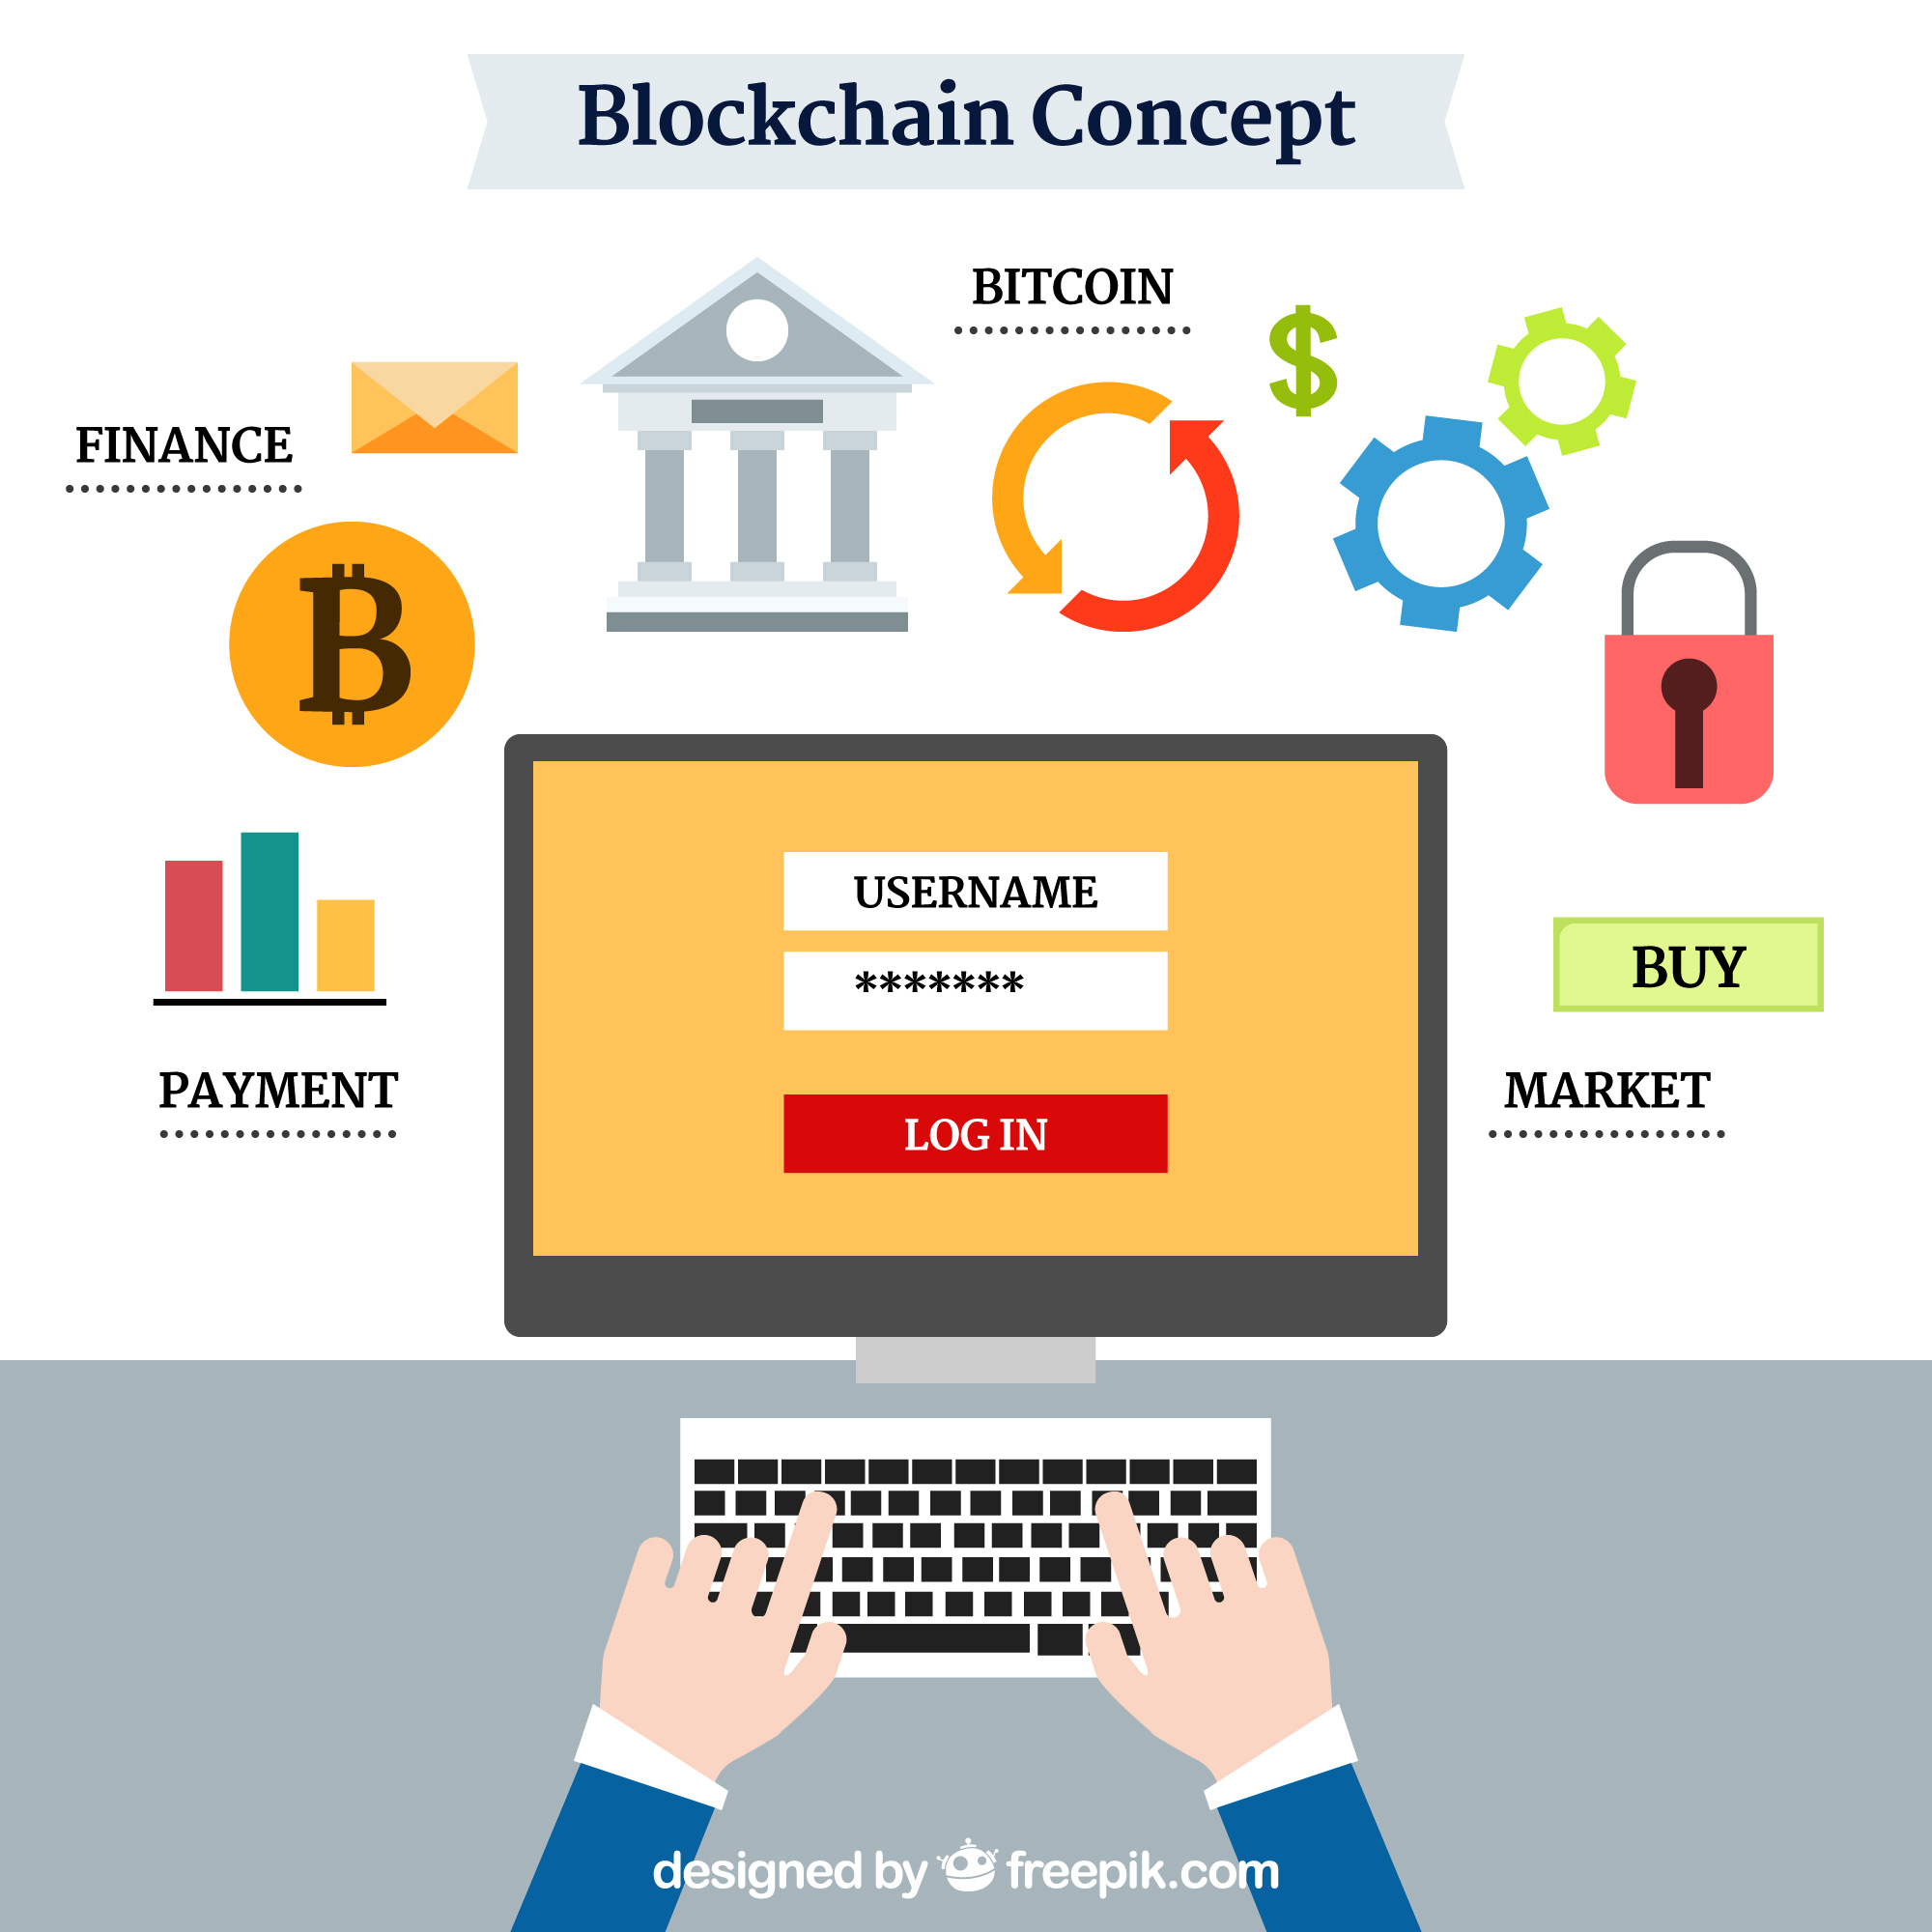 Blockchain Concept
BITCOIN
$
FINANCE
B
USERNAME
*******
BUY
LOG IN
PAYMENT
MARKET
designed by freepik.com